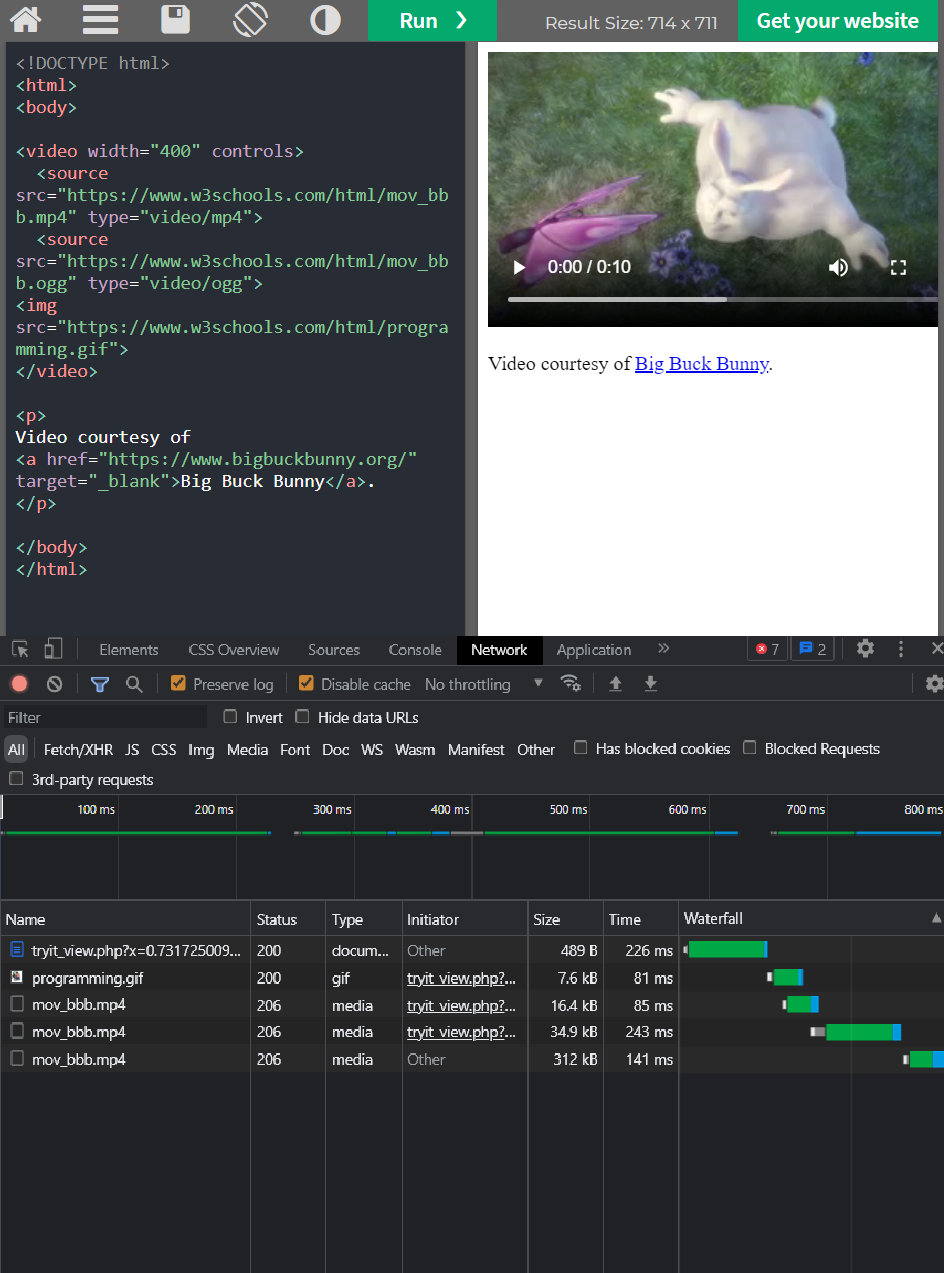 Run ❯
Result Size: 714 x 711
Get your website
<!DOCTYPE html>
<html>
<body>
<video width="400" controls>
<source
src="https://www.w3schools.com/html/mov_bb
b.mp4" type="video/mp4">
<source
src="https://www.w3schools.com/html/mov_bb
b.ogg" type="video/ogg">
<img
src="https://www.w3schools.com/html/progra
mming.gif">
</video>
<p>
Video courtesy of
<a href="https://www.bigbuckbunny.org/"
target="_blank">Big Buck Bunny</a>.
</p>
</body>
</html>
0:00 / 0:10
Video courtesy of Big Buck Bunny.
Elements CSS Overview Sources Console Network Application » 7 2
Preserve log Disable cache No throttling
Filter Invert Hide data URLs
All Fetch/XHR JS CSS Img Media Font Doc WS Wasm Manifest Other Has blocked cookies Blocked Requests
3rd-party requests
100 ms 200 ms 300 ms 400 ms 500 ms 600 ms 700 ms 800 ms
Name Status Type Initiator Size Time Waterfall
tryit_view.php?x=0.731725009... 200 docum... Other 489 B 226 ms
programming.gif 200 gif tryit_view.php?... 7.6 kB 81 ms
mov_bbb.mp4 206 media tryit_view.php?... 16.4 kB 85 ms
mov_bbb.mp4 206 media tryit_view.php?... 34.9 kB 243 ms
mov_bbb.mp4 206 media Other 312 kB 141 ms